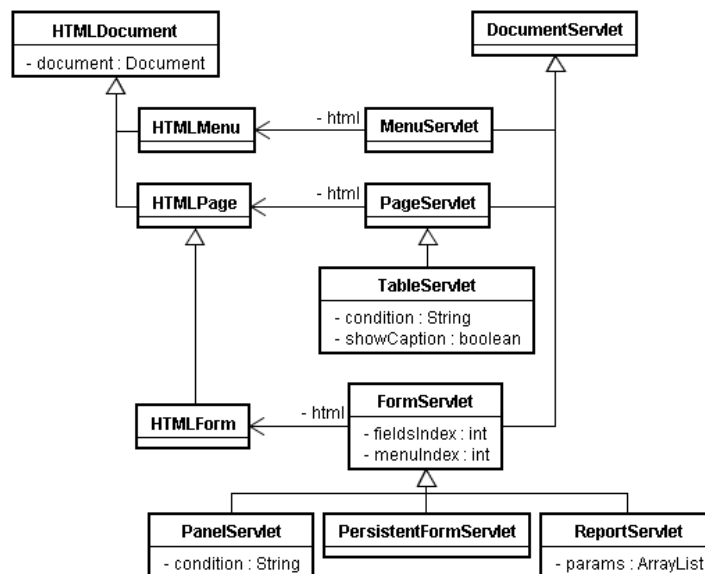 HTMLDocument
- document : Document
DocumentServlet
HTMLMenu
- html
MenuServlet
HTMLPage
- html
PageServlet
TableServlet
- condition : String
- showCaption : boolean
HTMLForm
- html
FormServlet
- fieldsIndex : int
- menuIndex : int
PanelServlet
- condition : String
PersistentFormServlet
ReportServlet
- params : ArrayList